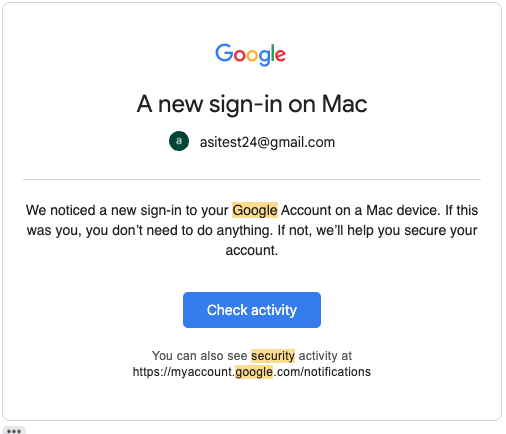 Google
A new sign-in on Mac
a asitest24@gmail.com
We noticed a new sign-in to your Google Account on a Mac device. If this
was you, you don’t need to do anything. If not, we’ll help you secure your
account.
Check activity
You can also see security activity at
https://myaccount.google.com/notifications